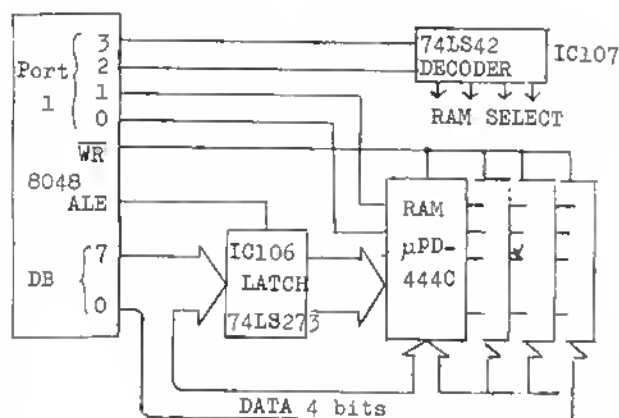 3
2
1
0
Port
1
WR
8048
ALE
7
DB
0
74LS42
DECODER
IC107
RAM SELECT
IC106
LATCH
74LS273
RAM
µPD-
444C
DATA 4 bits